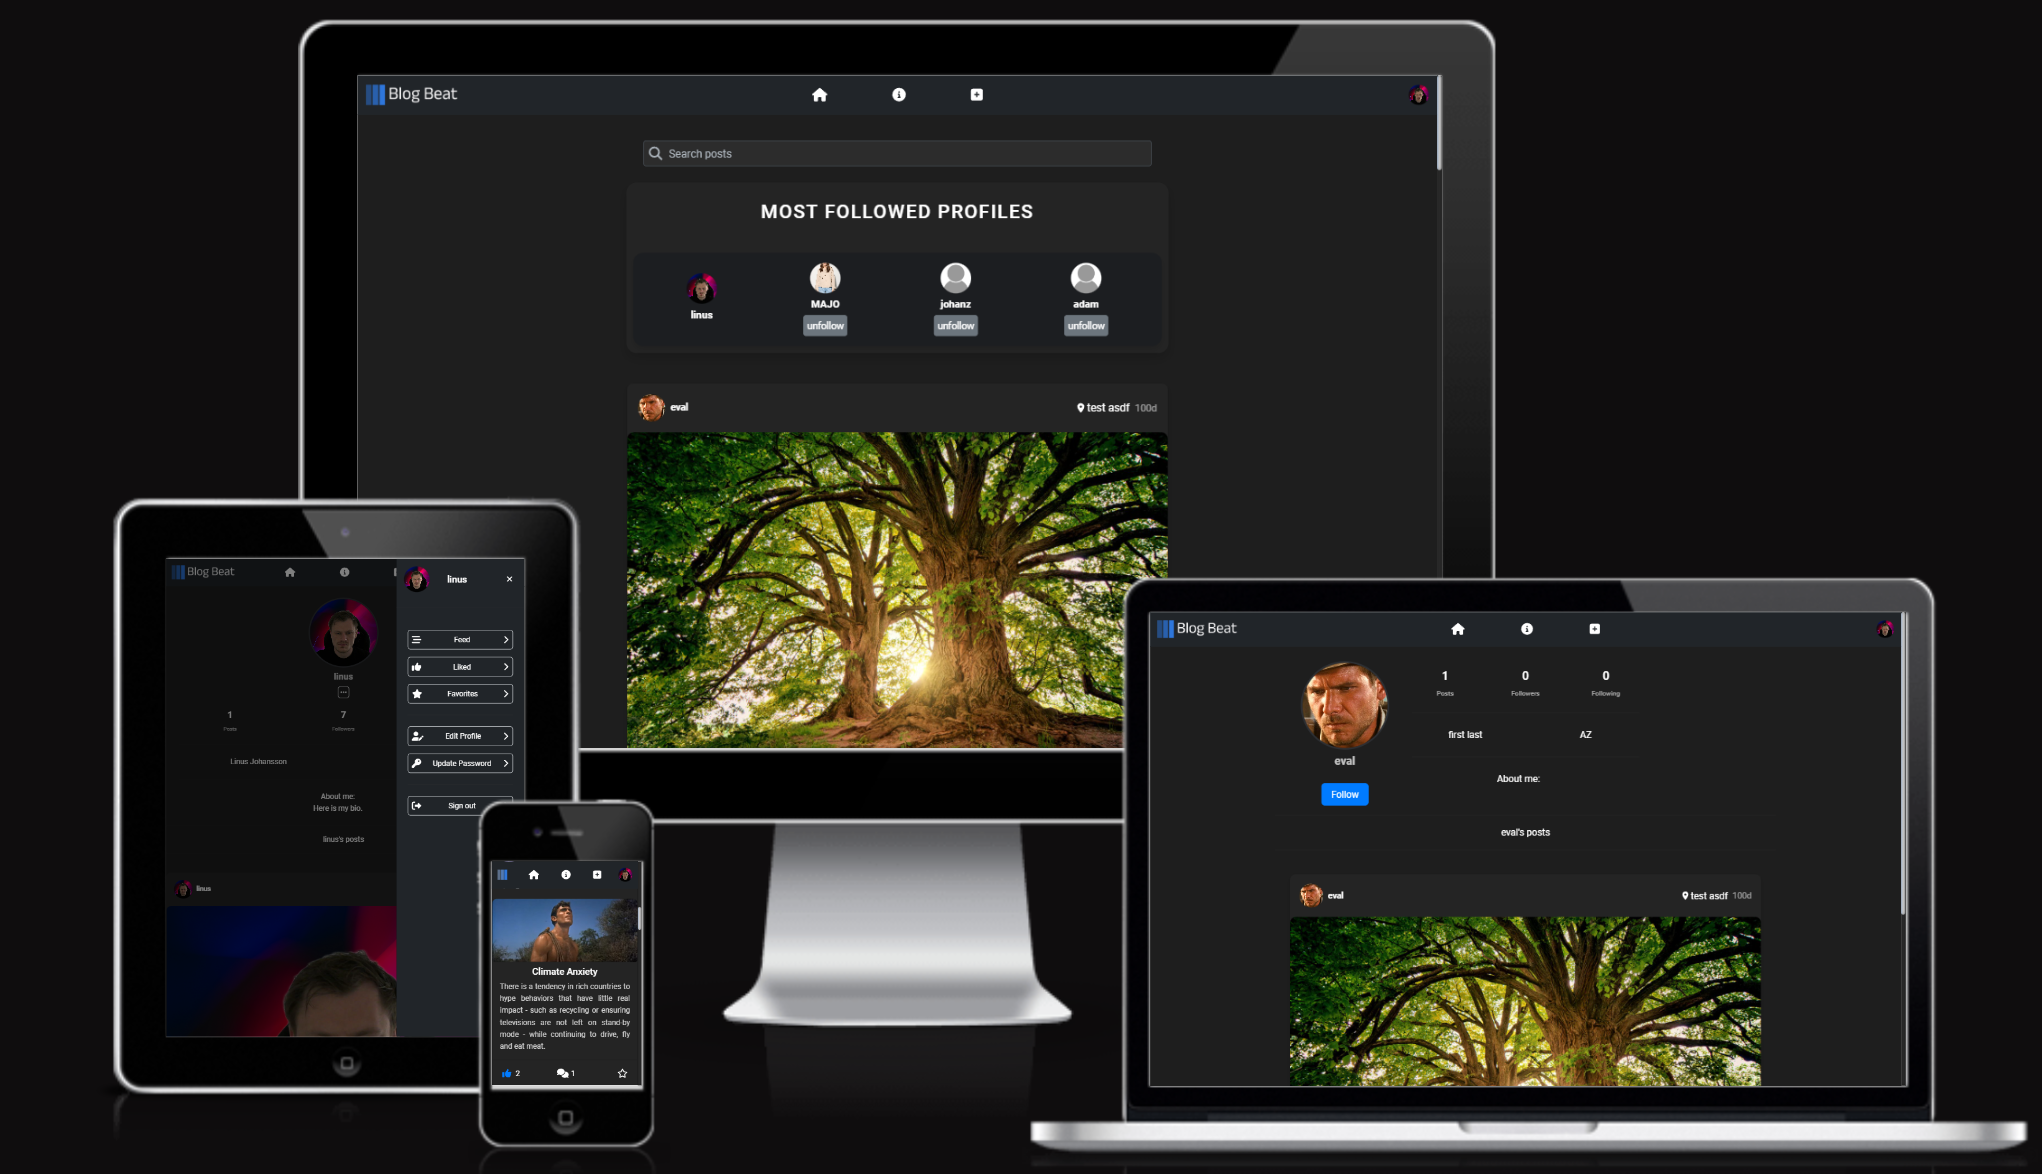 Blog Beat
Search posts
MOST FOLLOWED PROFILES
linus
MAJO
unfollow
johanz
unfollow
adam
unfollow
eval
test asdf 100d
Blog Beat
linus
1
Posts
7
Followers
Linus Johansson
About me:
Here is my bio.
linus's posts
linus
linus
×
Feed
Liked
Favorites
Edit Profile
Update Password
Sign out
Climate Anxiety
There is a tendency in rich countries to
hype behaviors that have little real
impact - such as recycling or ensuring
televisions are not left on stand-by
mode - while continuing to drive, fly
and eat meat.
2
1
Blog Beat
eval
Follow
1
Posts
0
Followers
0
Following
first last
AZ
About me:
eval's posts
eval
test asdf 100d